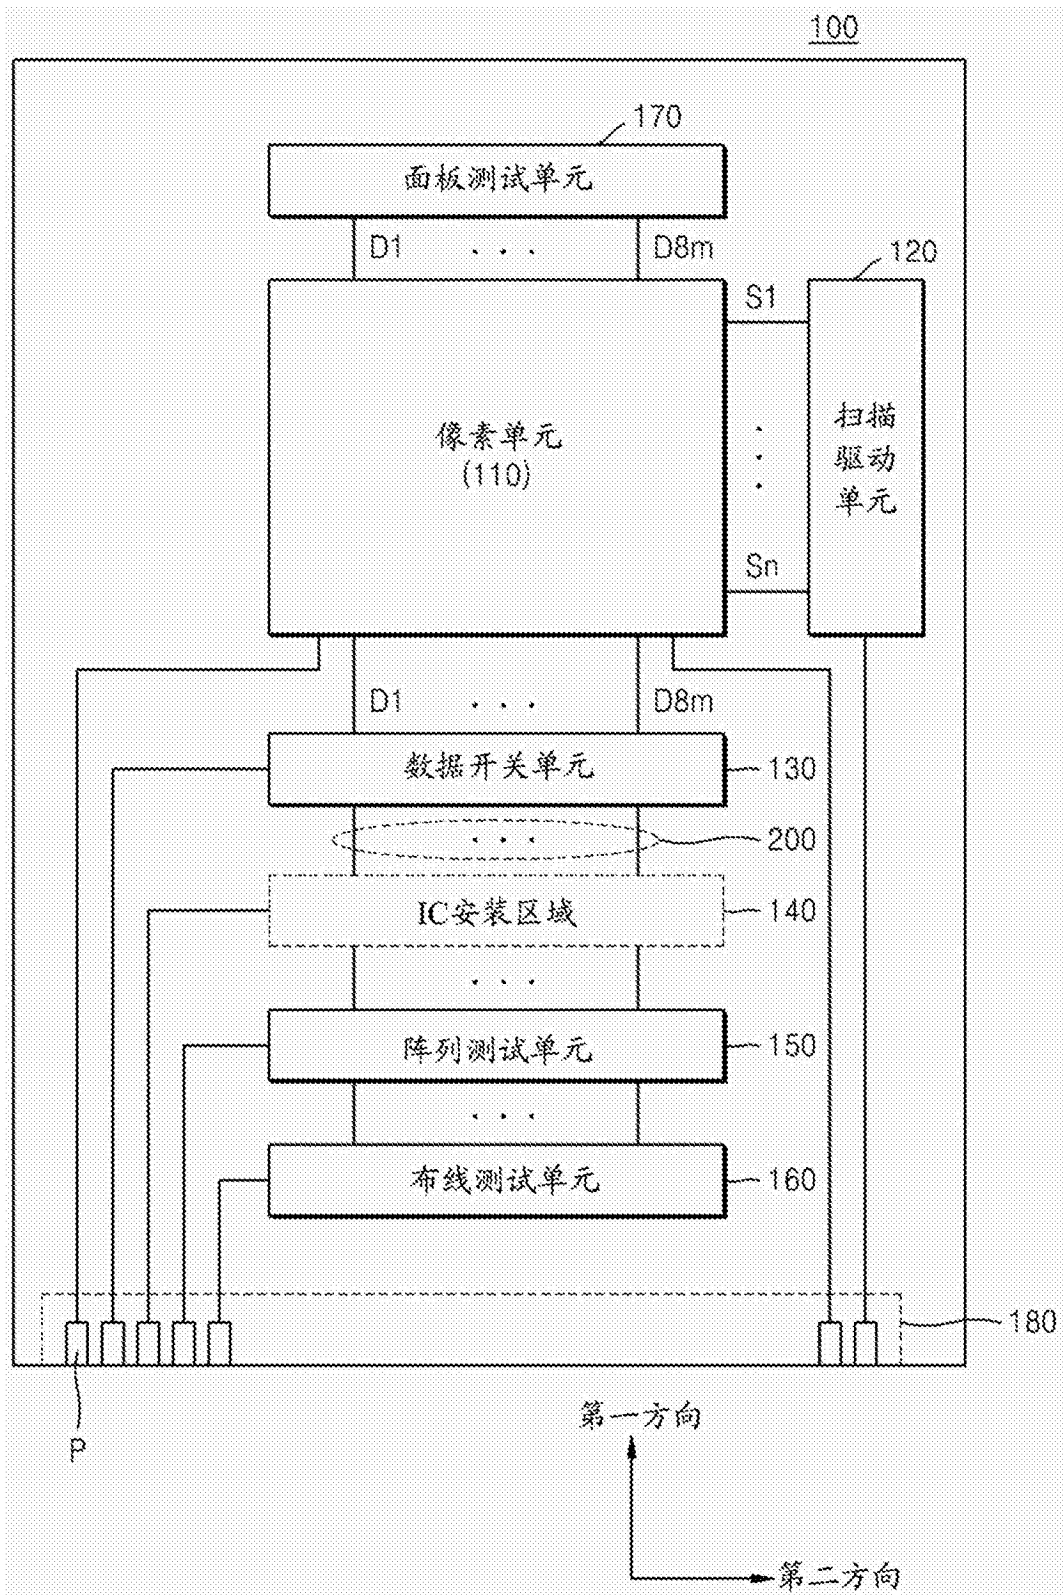 100
170
面板测试单元
D1 · · · D8m
120
S1
像素单元
(110)
扫描
驱动
单元
Sn
D1 · · · D8m
数据开关单元
130
· · ·
200
IC安装区域
140
· · ·
阵列测试单元
150
· · ·
布线测试单元
160
180
P
第一方向
第二方向